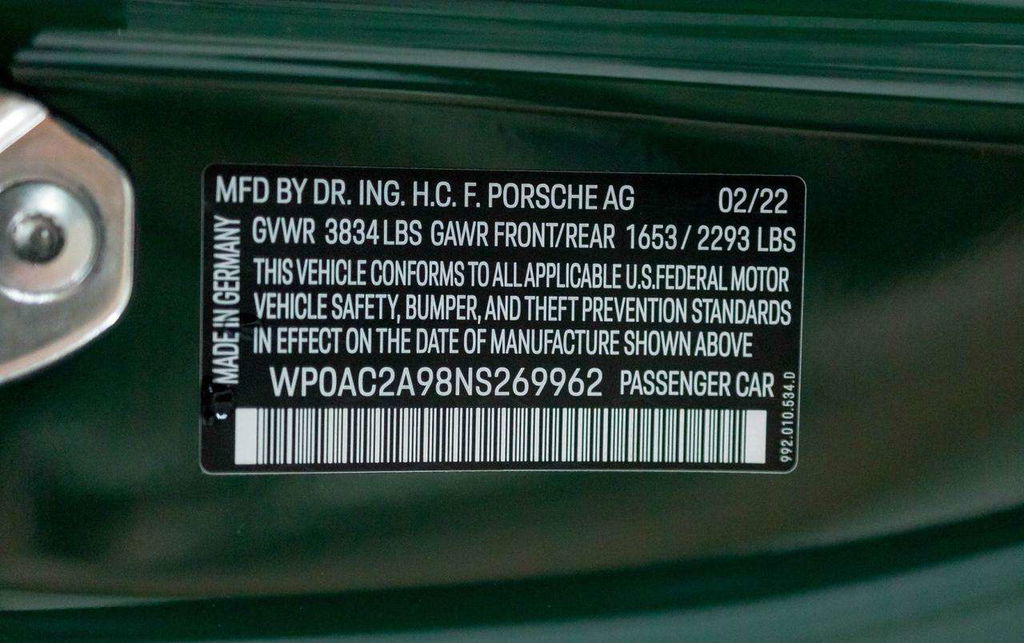 MFD BY DR. ING. H.C. F. PORSCHE AG 02/22
GVWR 3834 LBS GAWR FRONT/REAR 1653 / 2293 LBS
THIS VEHICLE CONFORMS TO ALL APPLICABLE U.S.FEDERAL MOTOR
VEHICLE SAFETY, BUMPER, AND THEFT PREVENTION STANDARDS
IN EFFECT ON THE DATE OF MANUFACTURE SHOWN ABOVE
WP0AC2A98NS269962 PASSENGER CAR
MADE IN GERMANY
992.010.534.D